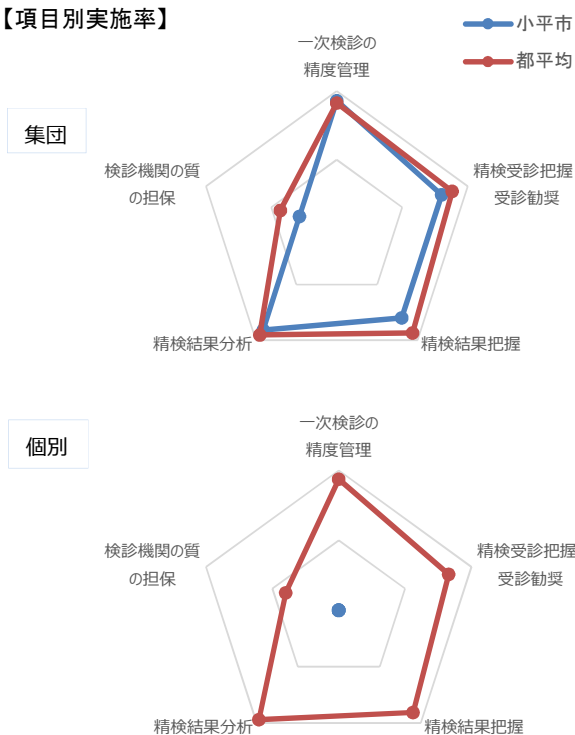 【項目別実施率】
小平市
都平均
集団
一次検診の
精度管理
精検受診把握
受診勧奨
精検結果把握
精検結果分析
検診機関の質
の担保
個別
一次検診の
精度管理
精検受診把握
受診勧奨
精検結果把握
精検結果分析
検診機関の質
の担保